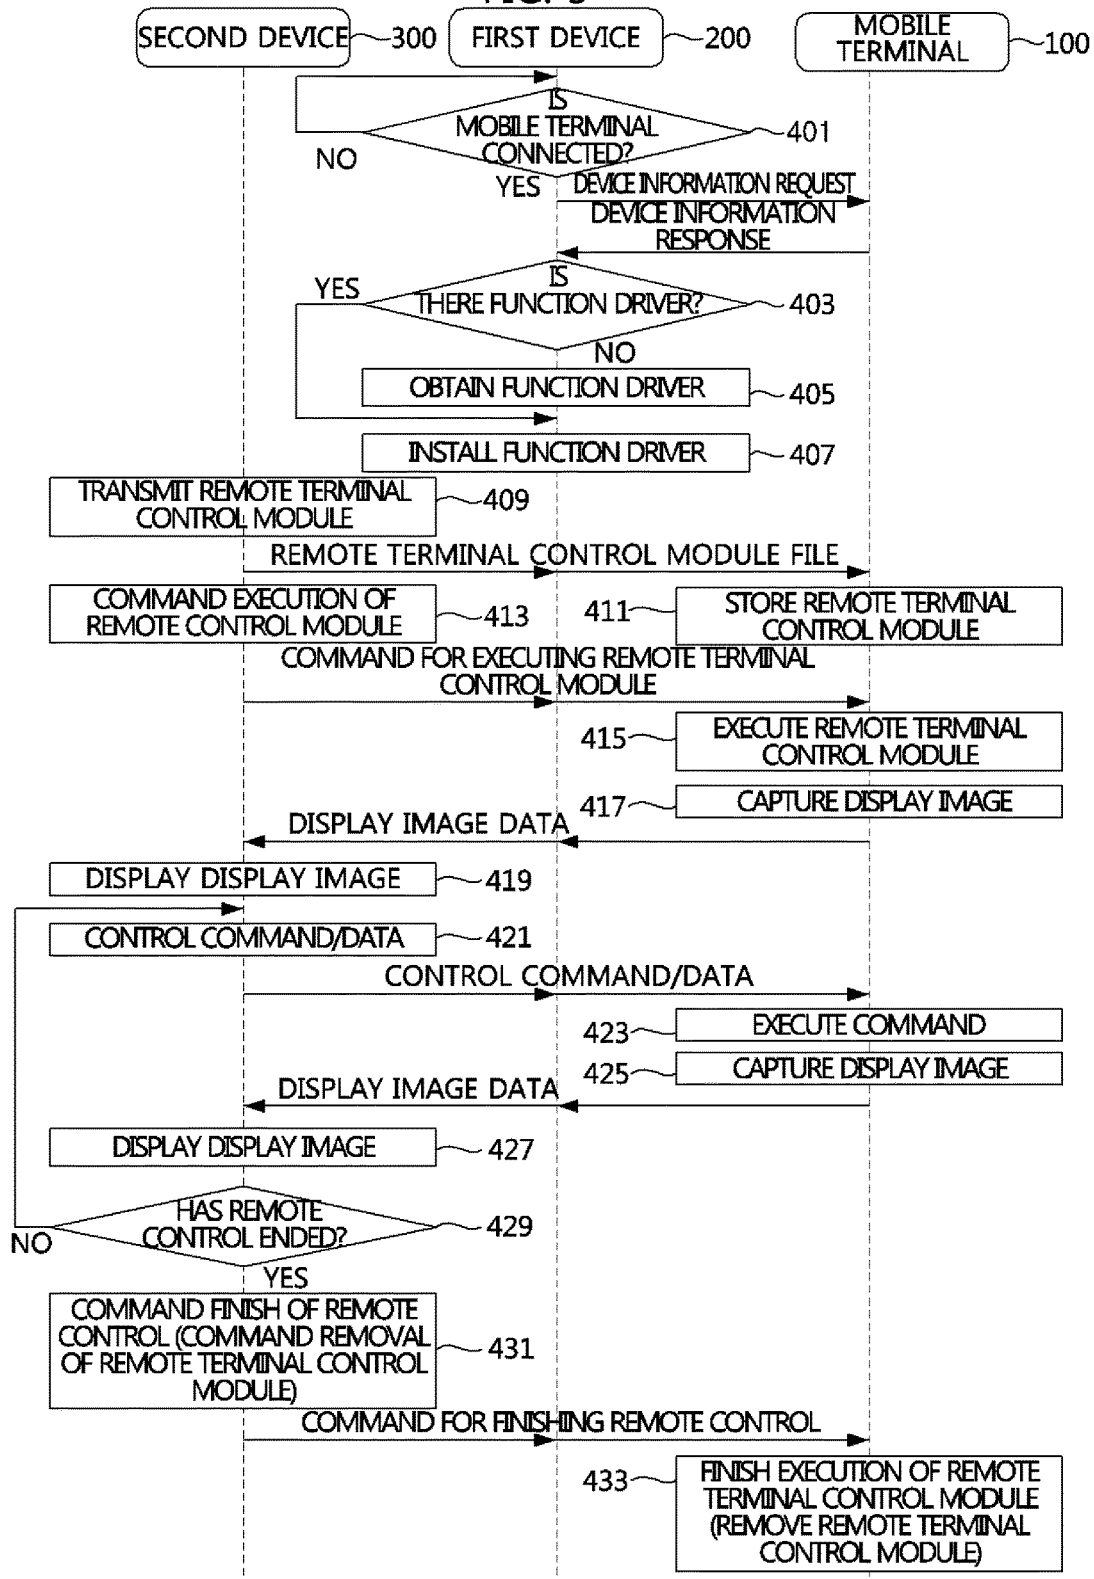 SECOND DEVICE
300
FIRST DEVICE
200
MOBILE
TERMINAL
100
IS
MOBILE TERMINAL
CONNECTED?
401
NO
YES
DEVICE INFORMATION REQUEST
DEVICE INFORMATION
RESPONSE
IS
THERE FUNCTION DRIVER?
403
YES
NO
OBTAIN FUNCTION DRIVER
405
INSTALL FUNCTION DRIVER
407
TRANSMIT REMOTE TERMINAL
CONTROL MODULE
409
REMOTE TERMINAL CONTROL MODULE FILE
COMMAND EXECUTION OF
REMOTE CONTROL MODULE
413
411
STORE REMOTE TERMINAL
CONTROL MODULE
COMMAND FOR EXECUTING REMOTE TERMINAL
CONTROL MODULE
415
EXECUTE REMOTE TERMINAL
CONTROL MODULE
417
CAPTURE DISPLAY IMAGE
DISPLAY IMAGE DATA
DISPLAY DISPLAY IMAGE
419
CONTROL COMMAND/DATA
421
CONTROL COMMAND/DATA
423
EXECUTE COMMAND
425
CAPTURE DISPLAY IMAGE
DISPLAY IMAGE DATA
DISPLAY DISPLAY IMAGE
427
HAS REMOTE
CONTROL ENDED?
429
NO
YES
COMMAND FINISH OF REMOTE
CONTROL (COMMAND REMOVAL
OF REMOTE TERMINAL CONTROL
MODULE)
431
COMMAND FOR FINISHING REMOTE CONTROL
433
FINISH EXECUTION OF REMOTE
TERMINAL CONTROL MODULE
(REMOVE REMOTE TERMINAL
CONTROL MODULE)